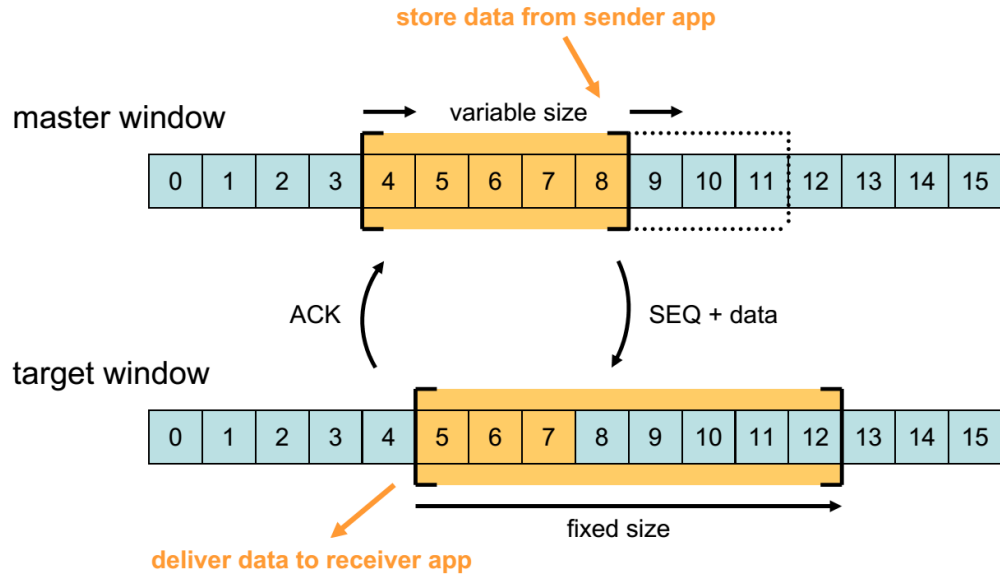 store data from sender app
variable size
master window
0 1 2 3 4 5 6 7 8 9 10 11 12 13 14 15
ACK
SEQ + data
target window
0 1 2 3 4 5 6 7 8 9 10 11 12 13 14 15
fixed size
deliver data to receiver app